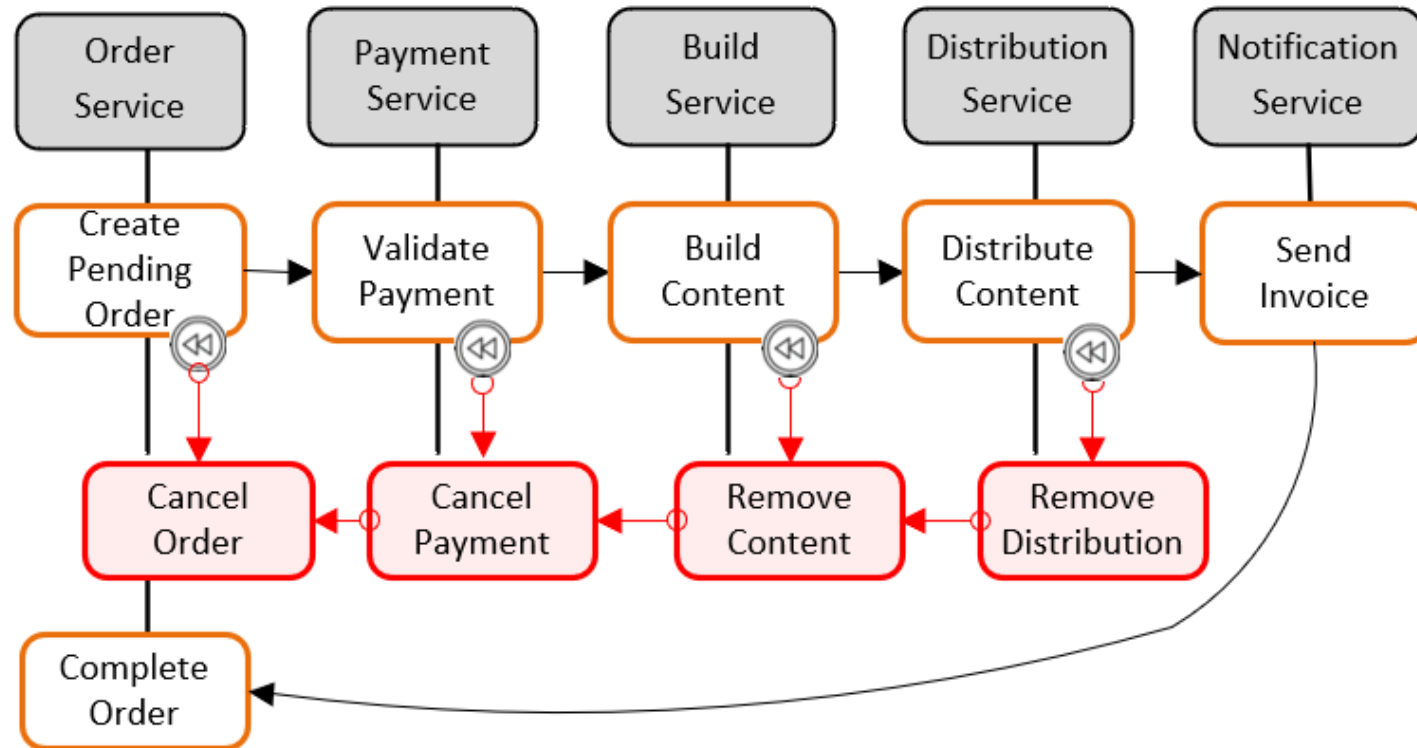 Order
Service
Payment
Service
Build
Service
Distribution
Service
Notification
Service
Create
Pending
Order
Validate
Payment
Build
Content
Distribute
Content
Send
Invoice
Cancel
Order
Cancel
Payment
Remove
Content
Remove
Distribution
Complete
Order